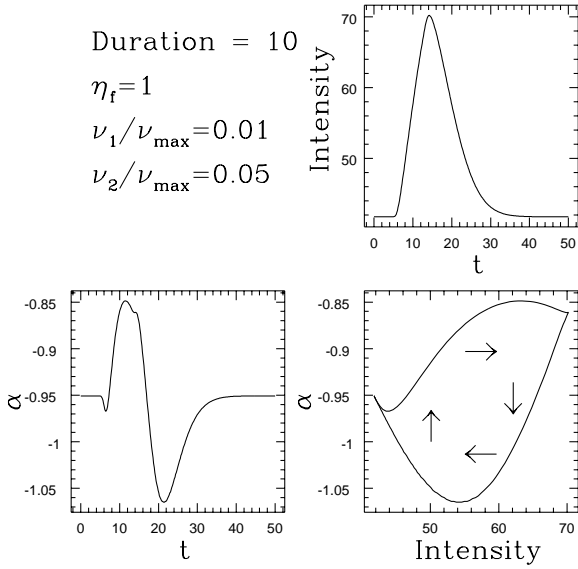 Duration = 10
η_f=1
ν_1/ν_max=0.01
ν_2/ν_max=0.05
70
60
50
Intensity
0 10 20 30 40 50
t
-0.85
-0.9
-0.95
-1
-1.05
α
0 10 20 30 40 50
t
-0.85
-0.9
-0.95
-1
-1.05
α
50 60 70
Intensity